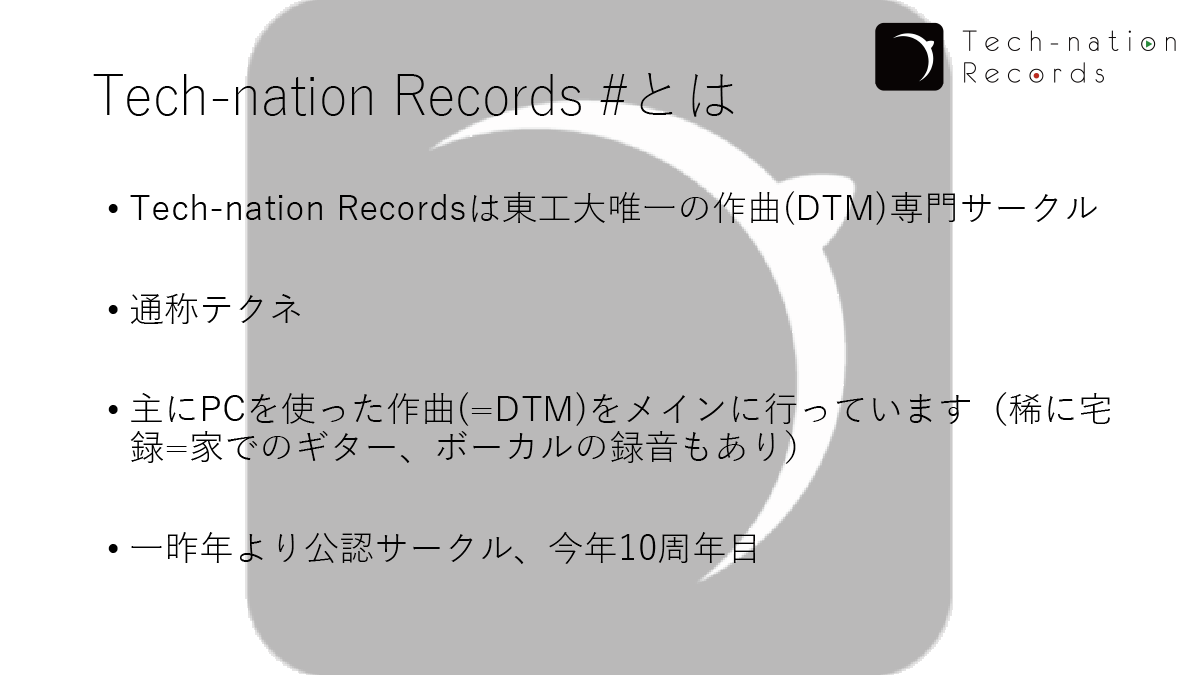 Tech-nation
Records
Tech-nation Records #とは
• Tech-nation Recordsは東工大唯一の作曲(DTM)専門サークル
• 通称テクネ
• 主にPCを使った作曲(=DTM)をメインに行っています（稀に宅
録=家でのギター、ボーカルの録音もあり）
• 一昨年より公認サークル、今年10周年目